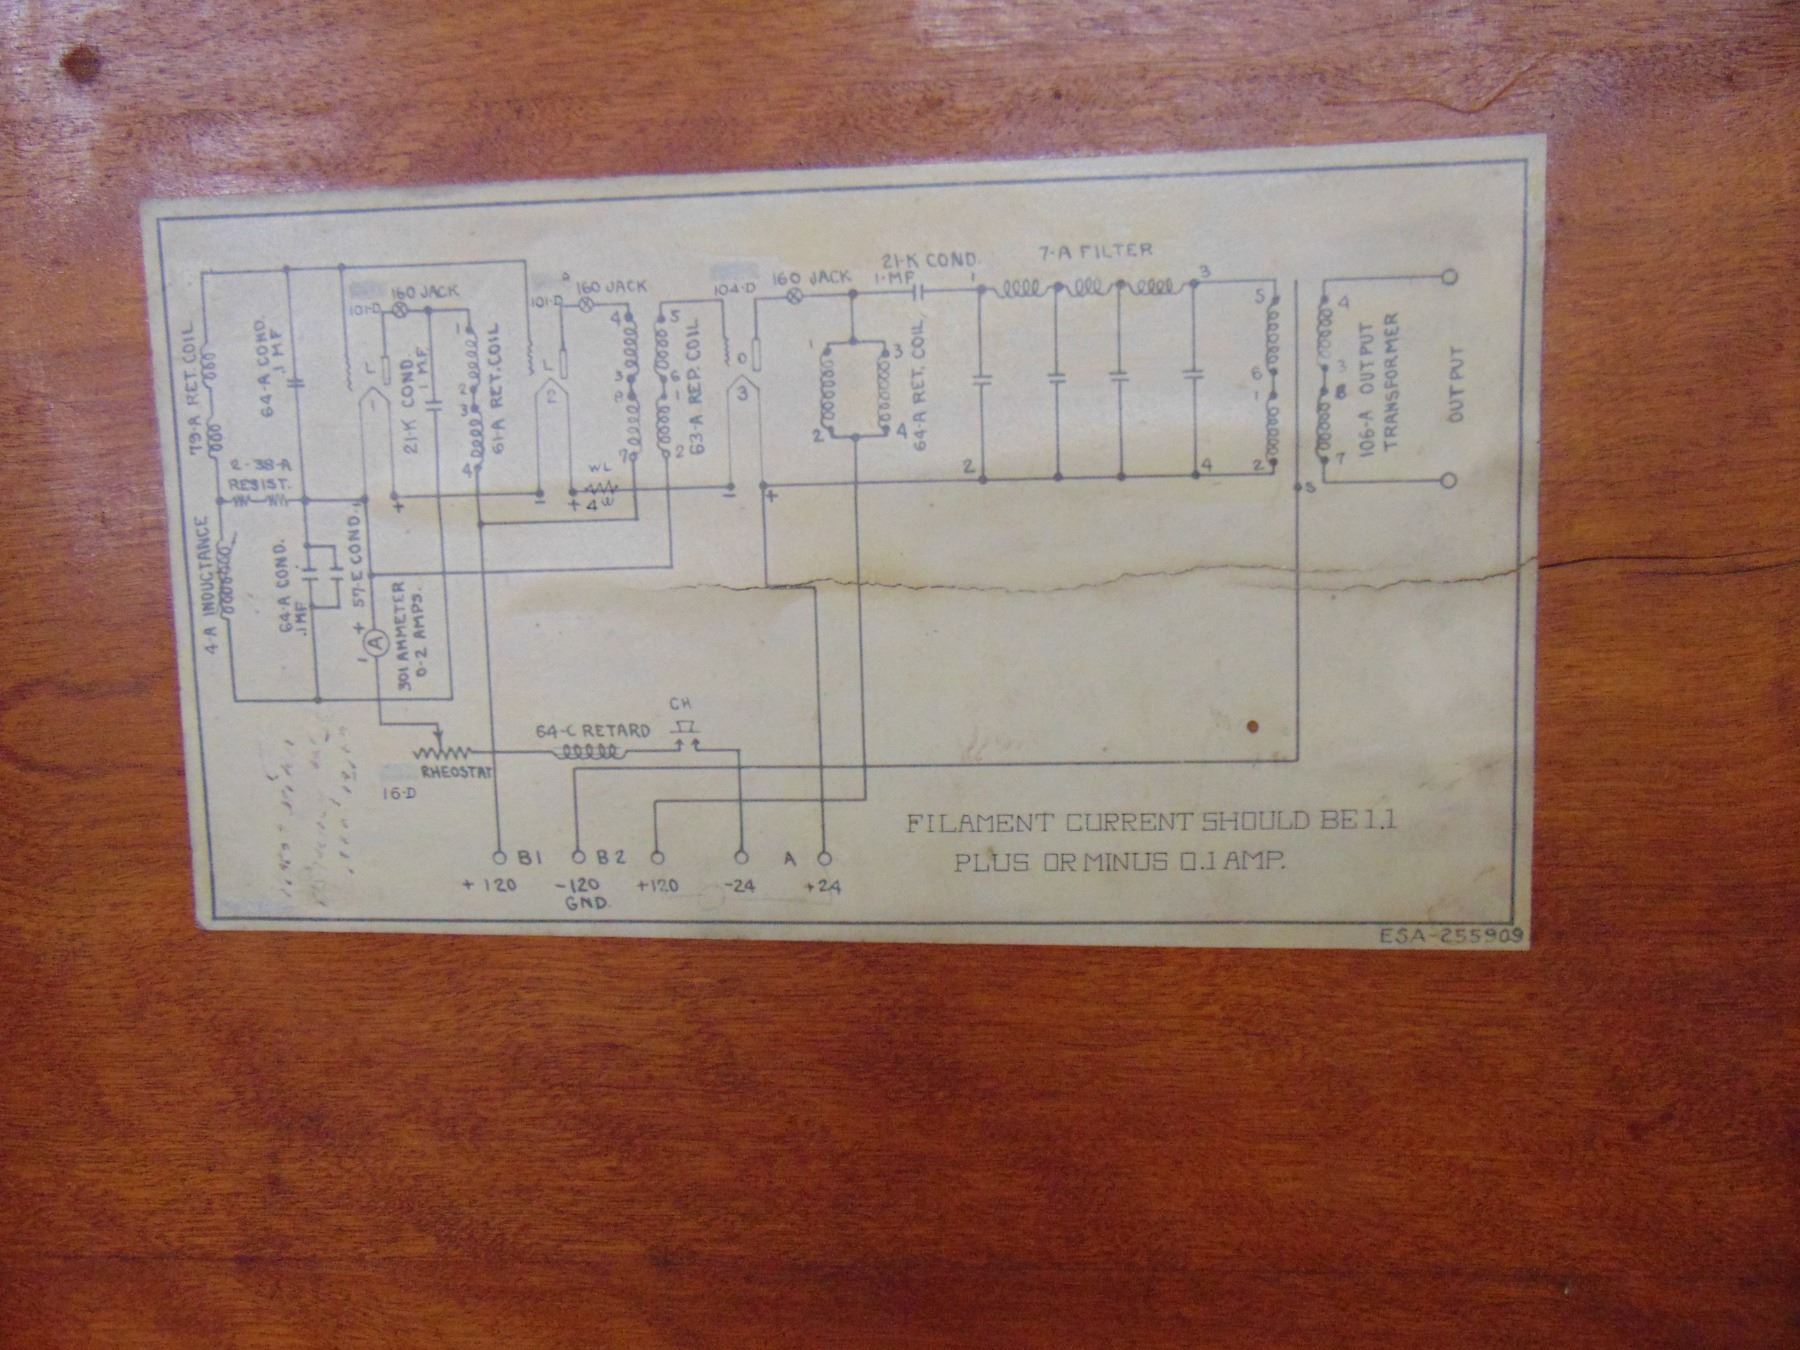 79-A RET. COIL
64-A COND.
.1 MF
101-D
160 JACK
21-K COND.
.1 MF
61-A RET. COIL
101-D
160 JACK
63-A REP. COIL
104-D
160 JACK
21-K COND.
1-MF
7-A FILTER
64-A RET. COIL
106-A OUTPUT
TRANSFORMER
OUTPUT
RESIST.
4-A INDUCTANCE
64-A COND.
.1 MF
57-E COND.
301 AMMETER
0-2 AMPS.
A
RHEOSTAT
16-D
64-C RETARD
CH
B1
B2
A
+ 120
-120
+120
-24
+24
GND.
FILAMENT CURRENT SHOULD BE 1.1
PLUS OR MINUS 0.1 AMP.
ESA-255909